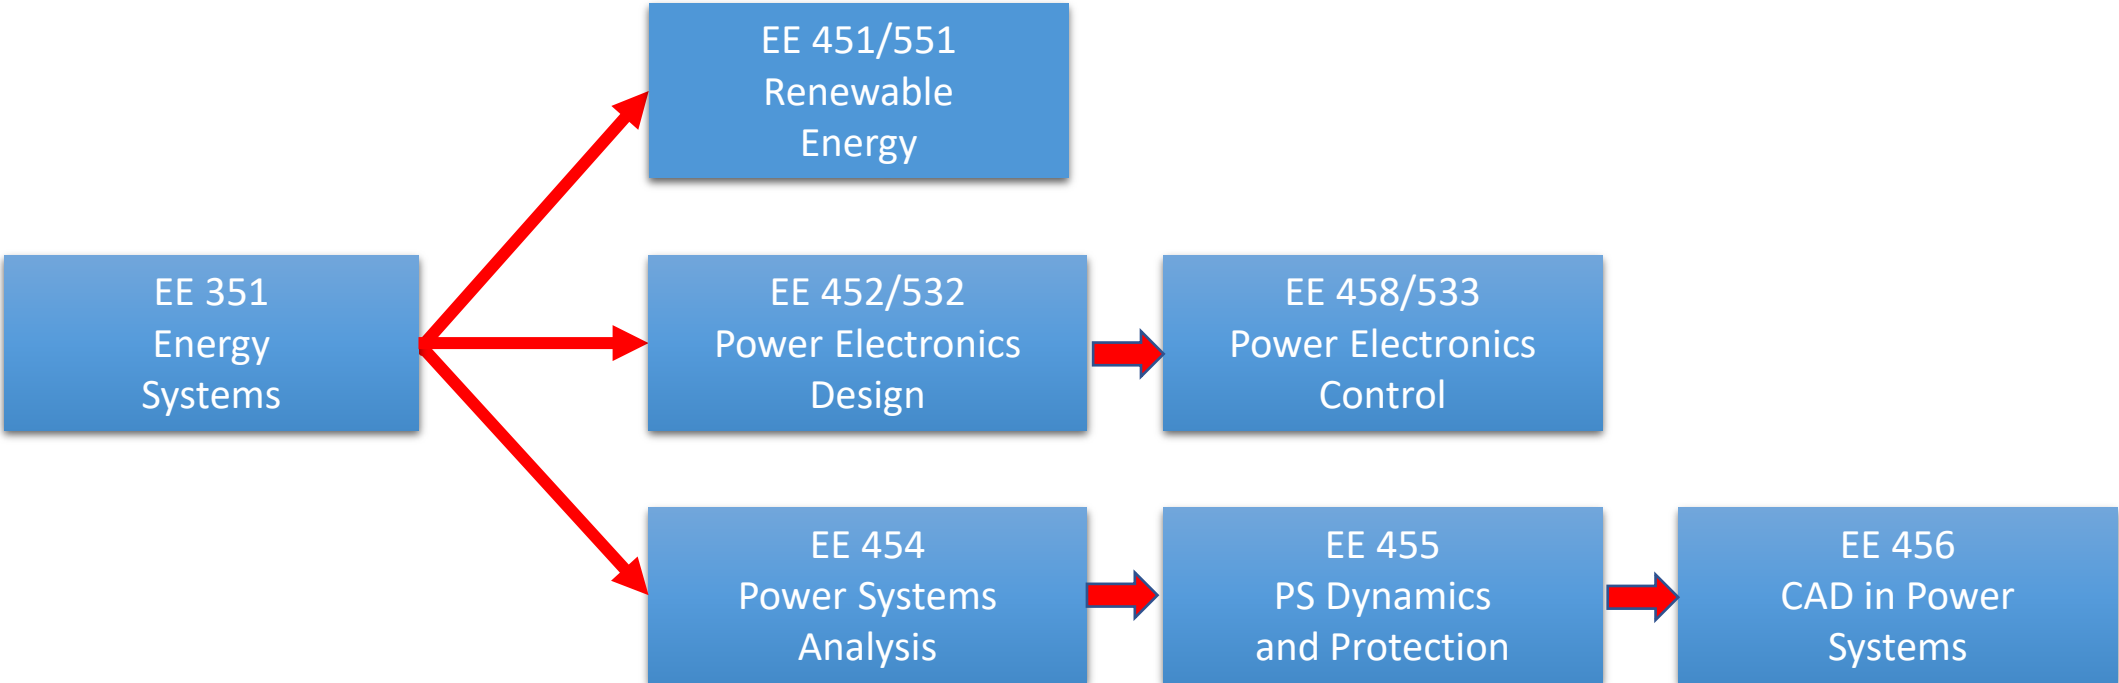 EE 451/551
Renewable
Energy
EE 351
Energy
Systems
EE 452/532
Power Electronics
Design
EE 458/533
Power Electronics
Control
EE 454
Power Systems
Analysis
EE 455
PS Dynamics
and Protection
EE 456
CAD in Power
Systems